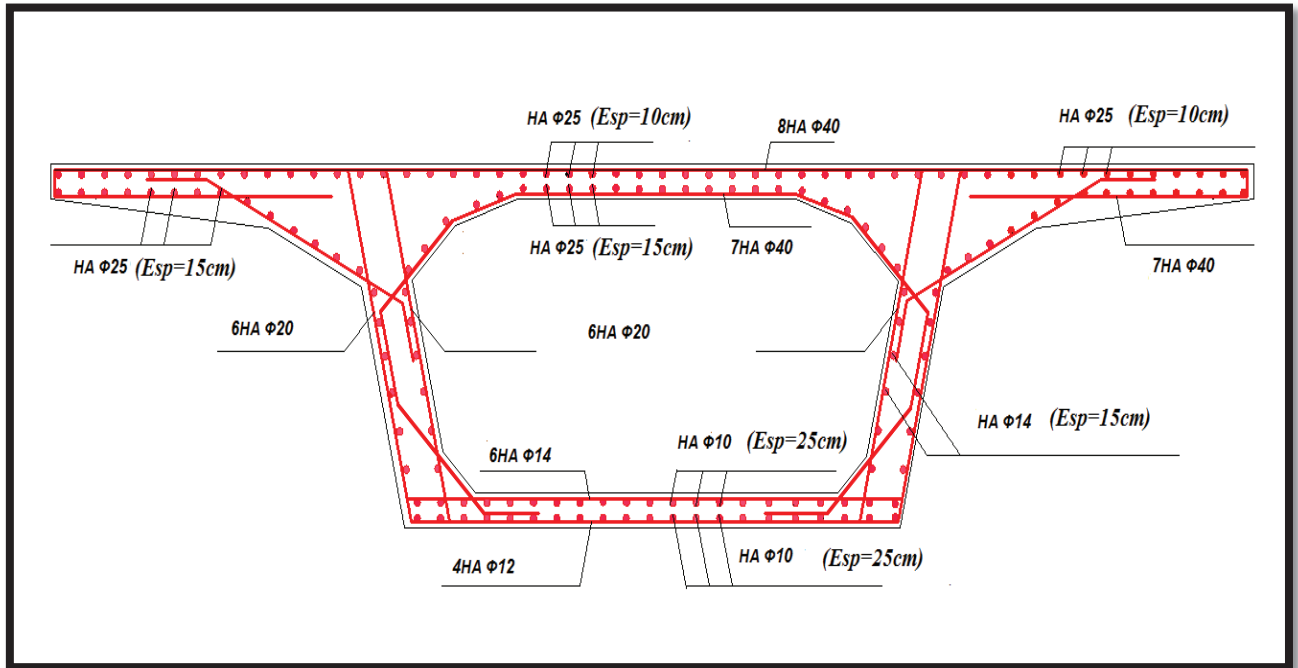 HA Φ25 (Esp=10cm)
8HA Φ40
HA Φ25 (Esp=10cm)
HA Φ25 (Esp=15cm)
HA Φ25 (Esp=15cm)
7HA Φ40
7HA Φ40
6HA Φ20
6HA Φ20
HA Φ14 (Esp=15cm)
6HA Φ14
HA Φ10 (Esp=25cm)
4HA Φ12
HA Φ10 (Esp=25cm)